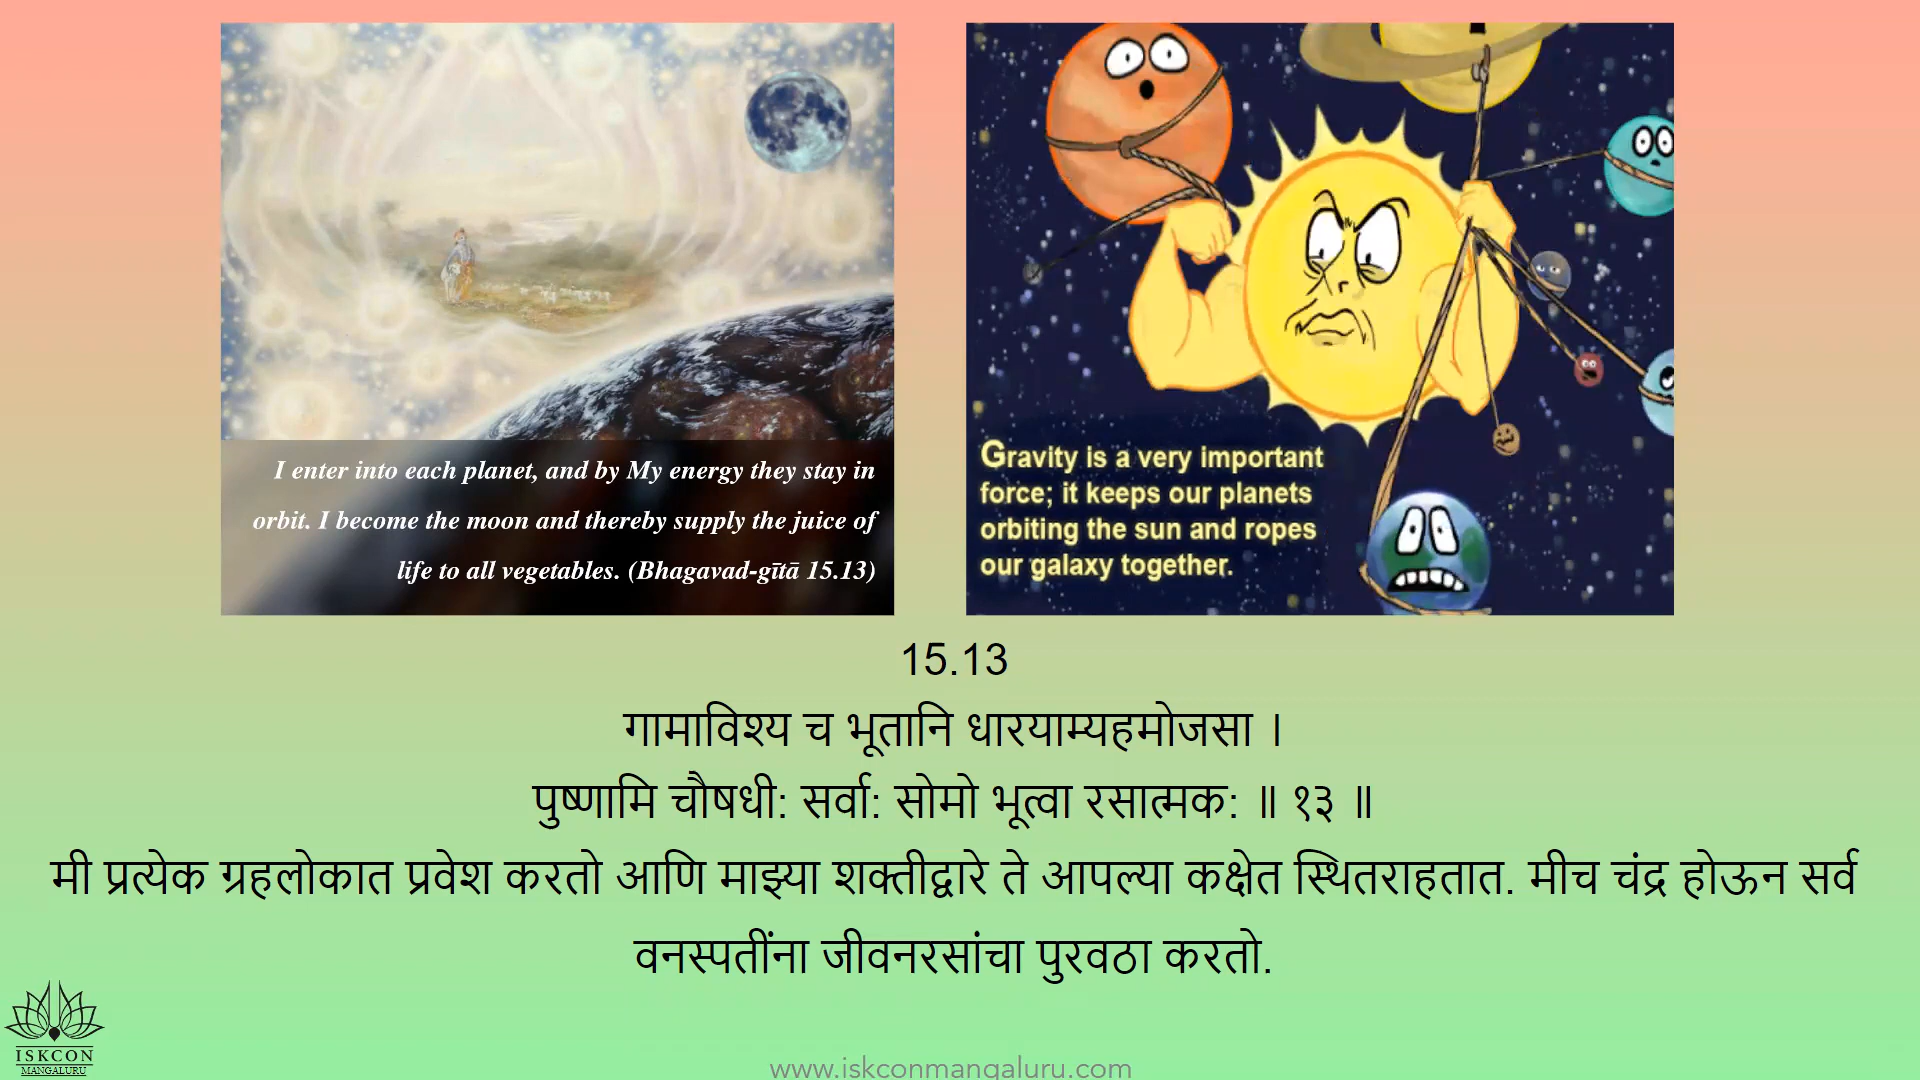 I enter into each planet, and by My energy they stay in
orbit. I become the moon and thereby supply the juice of
life to all vegetables. (Bhagavad-gītā 15.13)
Gravity is a very important
force; it keeps our planets
orbiting the sun and ropes
our galaxy together.
15.13
गामाविश्य च भूतानि धारयाम्यहमोजसा ।
पुष्णामि चौषधी: सर्वा: सोमो भूत्वा रसात्मक: ॥ १३ ॥
मी प्रत्येक ग्रहलोकात प्रवेश करतो आणि माझ्या शक्तीद्वारे ते आपल्या कक्षेत स्थितराहतात. मीच चंद्र होऊन सर्व
वनस्पतींना जीवनरसांचा पुरवठा करतो.
ISKCON
MANGALURU
www.iskconmangaluru.com